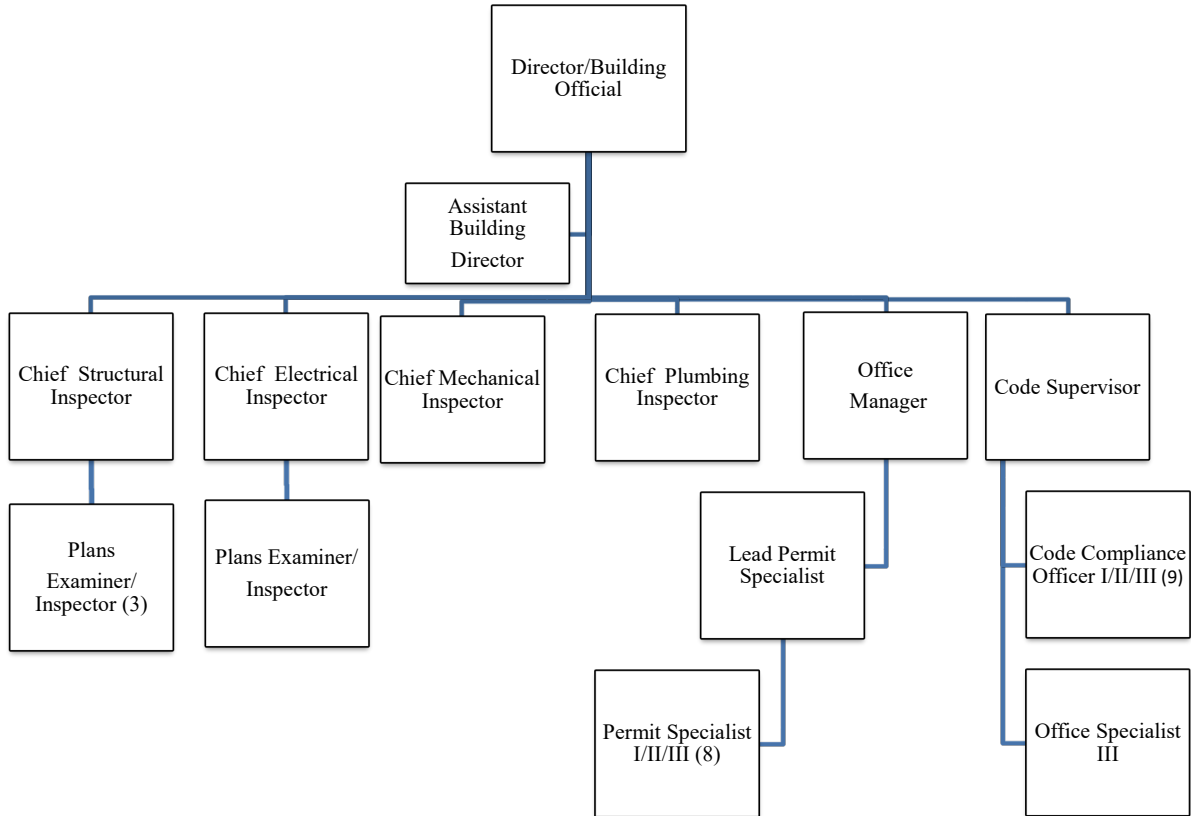 Director/Building
Official
Assistant
Building
Director
Chief Structural
Inspector
Chief Electrical
Inspector
Chief Mechanical
Inspector
Chief Plumbing
Inspector
Office
Manager
Code Supervisor
Plans
Examiner/
Inspector (3)
Plans Examiner/
Inspector
Lead Permit
Specialist
Code Compliance
Officer I/II/III (9)
Permit Specialist
I/II/III (8)
Office Specialist
III